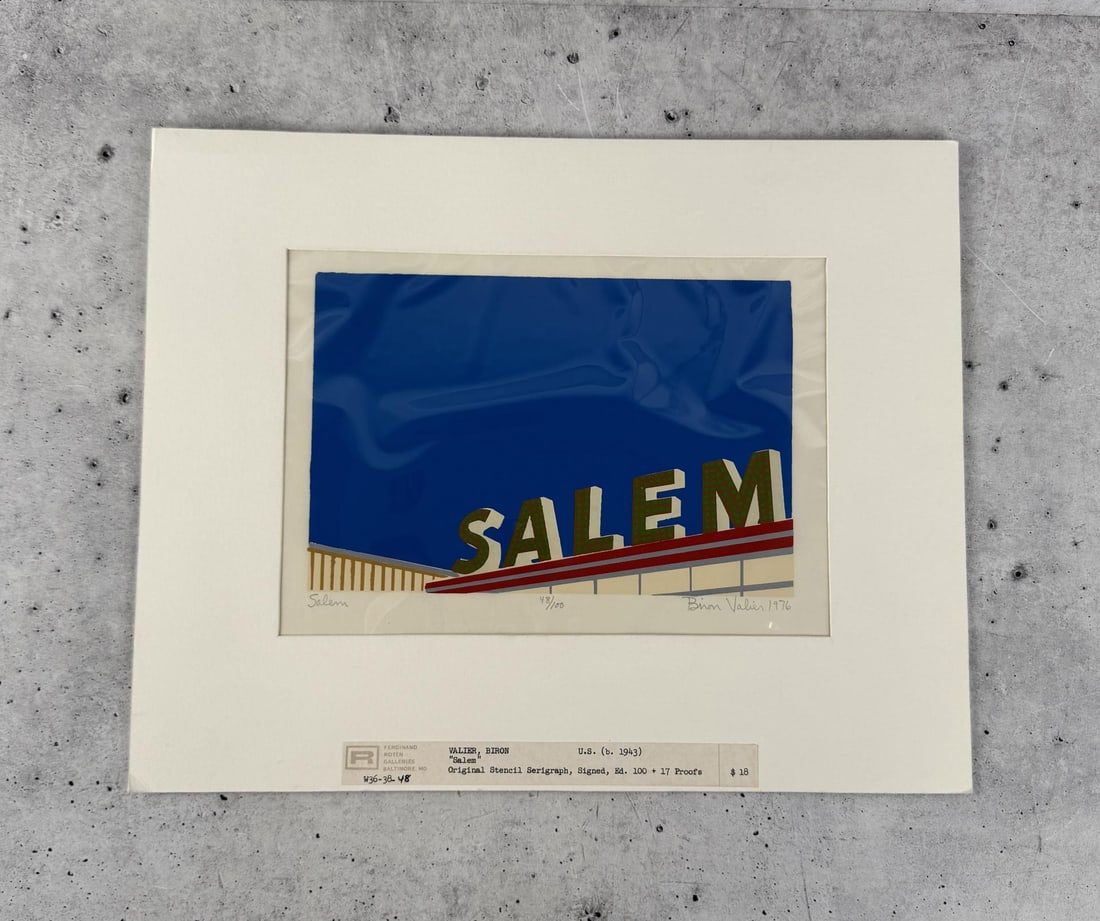 SALEM
Salem 48/100 Biron Valier 1976
R
FERDINAND
ROTEN
GALLERIES
BALTIMORE, MD
W36-38-48
VALIER, BIRON U.S. (b. 1943)
"Salem"
Original Stencil Serigraph, Signed, Ed. 100 + 17 Proofs $ 18